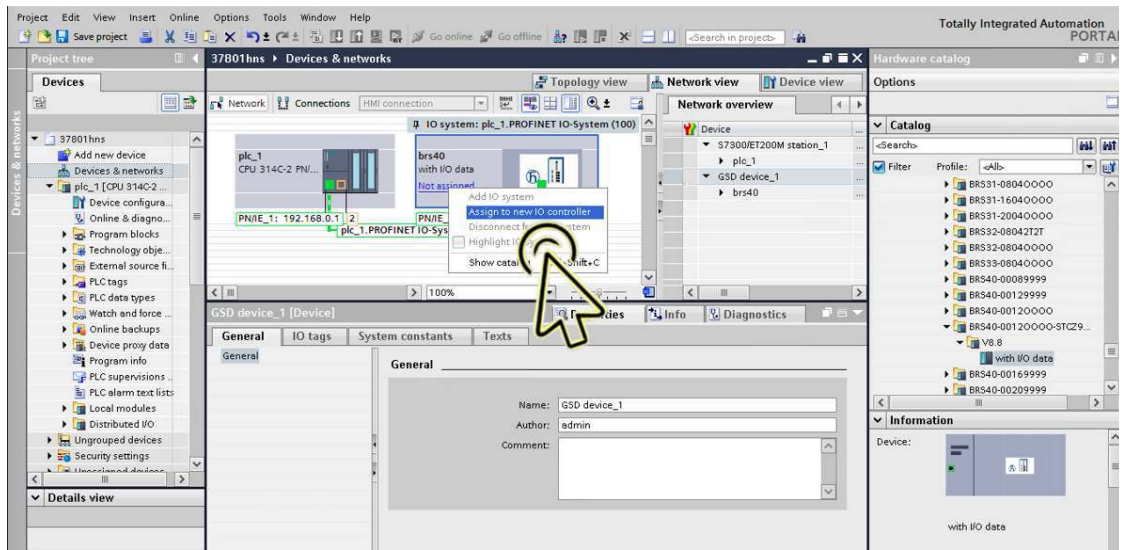 Project Edit View Insert Online Options Tools Window Help
Totally Integrated Automation
PORTAL
Save project
Go online
Go offline
<Search in project>
Project tree
37801hns
Devices & networks
Hardware catalog
Devices
Topology view
Network view
Device view
Options
Network
Connections
HMI connection
Network overview
Devices & networks
IO system: plc_1.PROFINET IO-System (100)
Device
S7300/ET200M station_1
plc_1
GSD device_1
brs40
plc_1
CPU 314C-2 PN/...
brs40
with I/O data
Not assigned
PN/IE_1: 192.168.0.1
2
PN/IE_
plc_1.PROFINET IO-Sys
Add IO system
Assign to new IO controller
Disconnect
Highlight IO
Show catal
Shift+C
100%
37801hns
Add new device
Devices & networks
plc_1 [CPU 314C-2 ...
Device configura...
Online & diagno...
Program blocks
Technology obje...
External source fi...
PLC tags
PLC data types
Watch and force ...
Online backups
Device proxy data
Program info
PLC supervisions ..
PLC alarm text lists
Local modules
Distributed I/O
Ungrouped devices
Security settings
Details view
GSD device_1 [Device]
Info
Diagnostics
General
IO tags
System constants
Texts
General
General
Name: GSD device_1
Author: admin
Comment:
Catalog
<Search>
Filter
Profile: <All>
BRS31-08040000
BRS31-16040000
BRS31-20040000
BRS32-08042T2T
BRS32-08040000
BRS33-08040000
BRS40-00089999
BRS40-00129999
BRS40-00120000
BRS40-00120000-STCZ9...
V8.8
with I/O data
BRS40-00169999
BRS40-00209999
Information
Device:
with I/O data